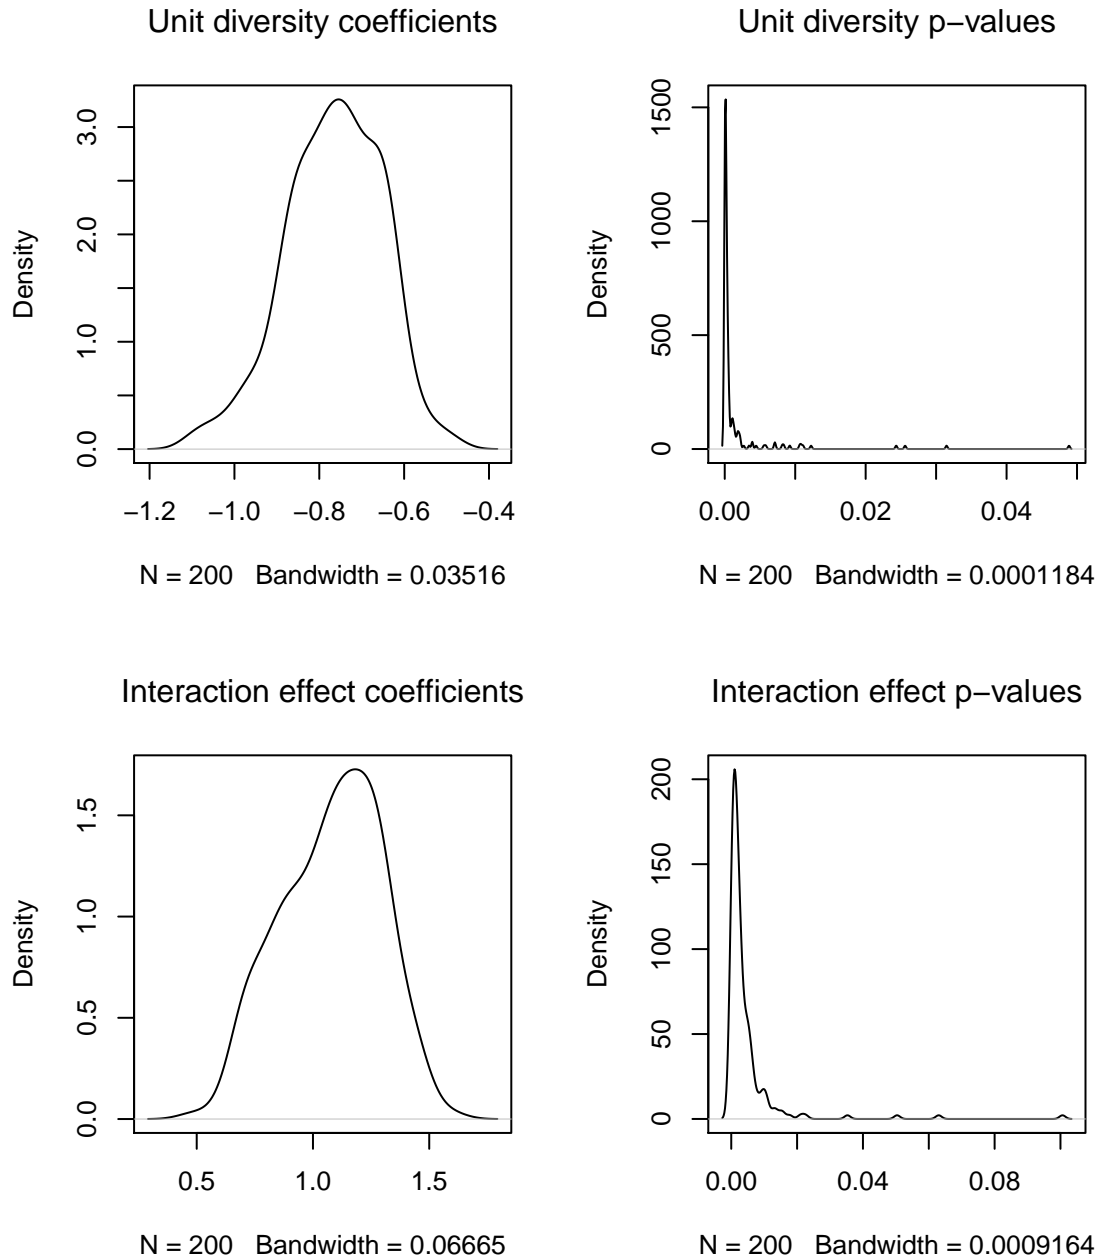 Unit diversity coefficients
Density
0.0
1.0
2.0
3.0
−1.2 −1.0 −0.8 −0.6 −0.4
N = 200 Bandwidth = 0.03516
Unit diversity p−values
Density
0
500
1000
1500
0.00 0.02 0.04
N = 200 Bandwidth = 0.0001184
Interaction effect coefficients
Density
0.0
0.5
1.0
1.5
0.5 1.0 1.5
N = 200 Bandwidth = 0.06665
Interaction effect p−values
Density
0
50
100
150
200
0.00 0.04 0.08
N = 200 Bandwidth = 0.0009164